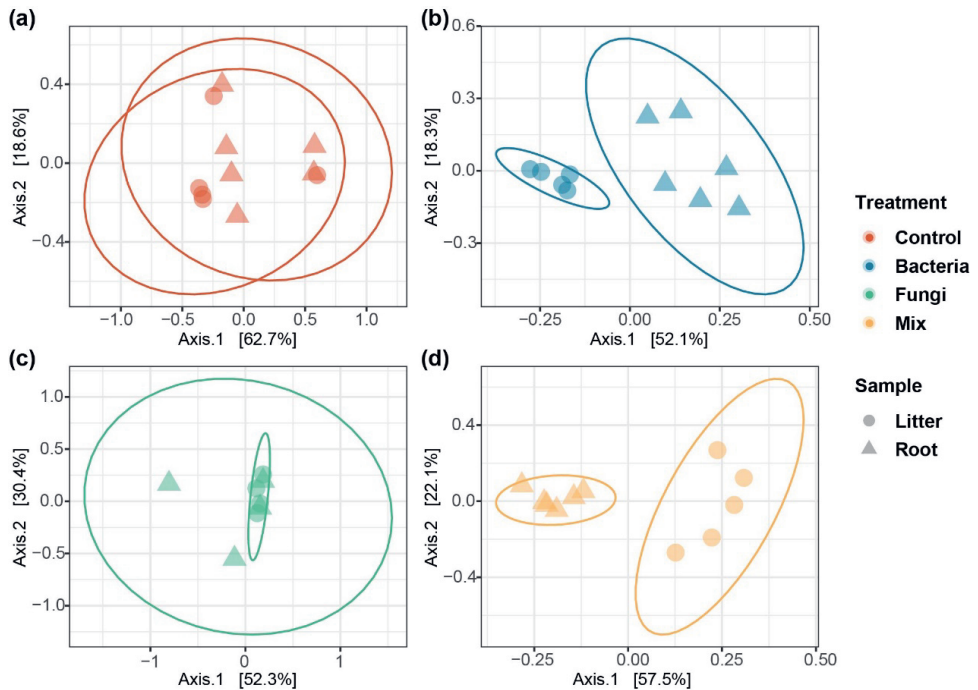 (a)
0.4
0.0
−0.4
Axis.2 [18.6%]
−1.0
−0.5
0.0
0.5
1.0
Axis.1 [62.7%]
(b)
0.6
0.3
0.0
−0.3
Axis.2 [18.3%]
−0.25
0.00
0.25
0.50
Axis.1 [52.1%]
(c)
1.0
0.5
0.0
−0.5
−1.0
Axis.2 [30.4%]
−1
0
1
Axis.1 [52.3%]
(d)
0.4
0.0
−0.4
Axis.2 [22.1%]
−0.25
0.00
0.25
0.50
Axis.1 [57.5%]
Treatment
Control
Bacteria
Fungi
Mix
Sample
Litter
Root